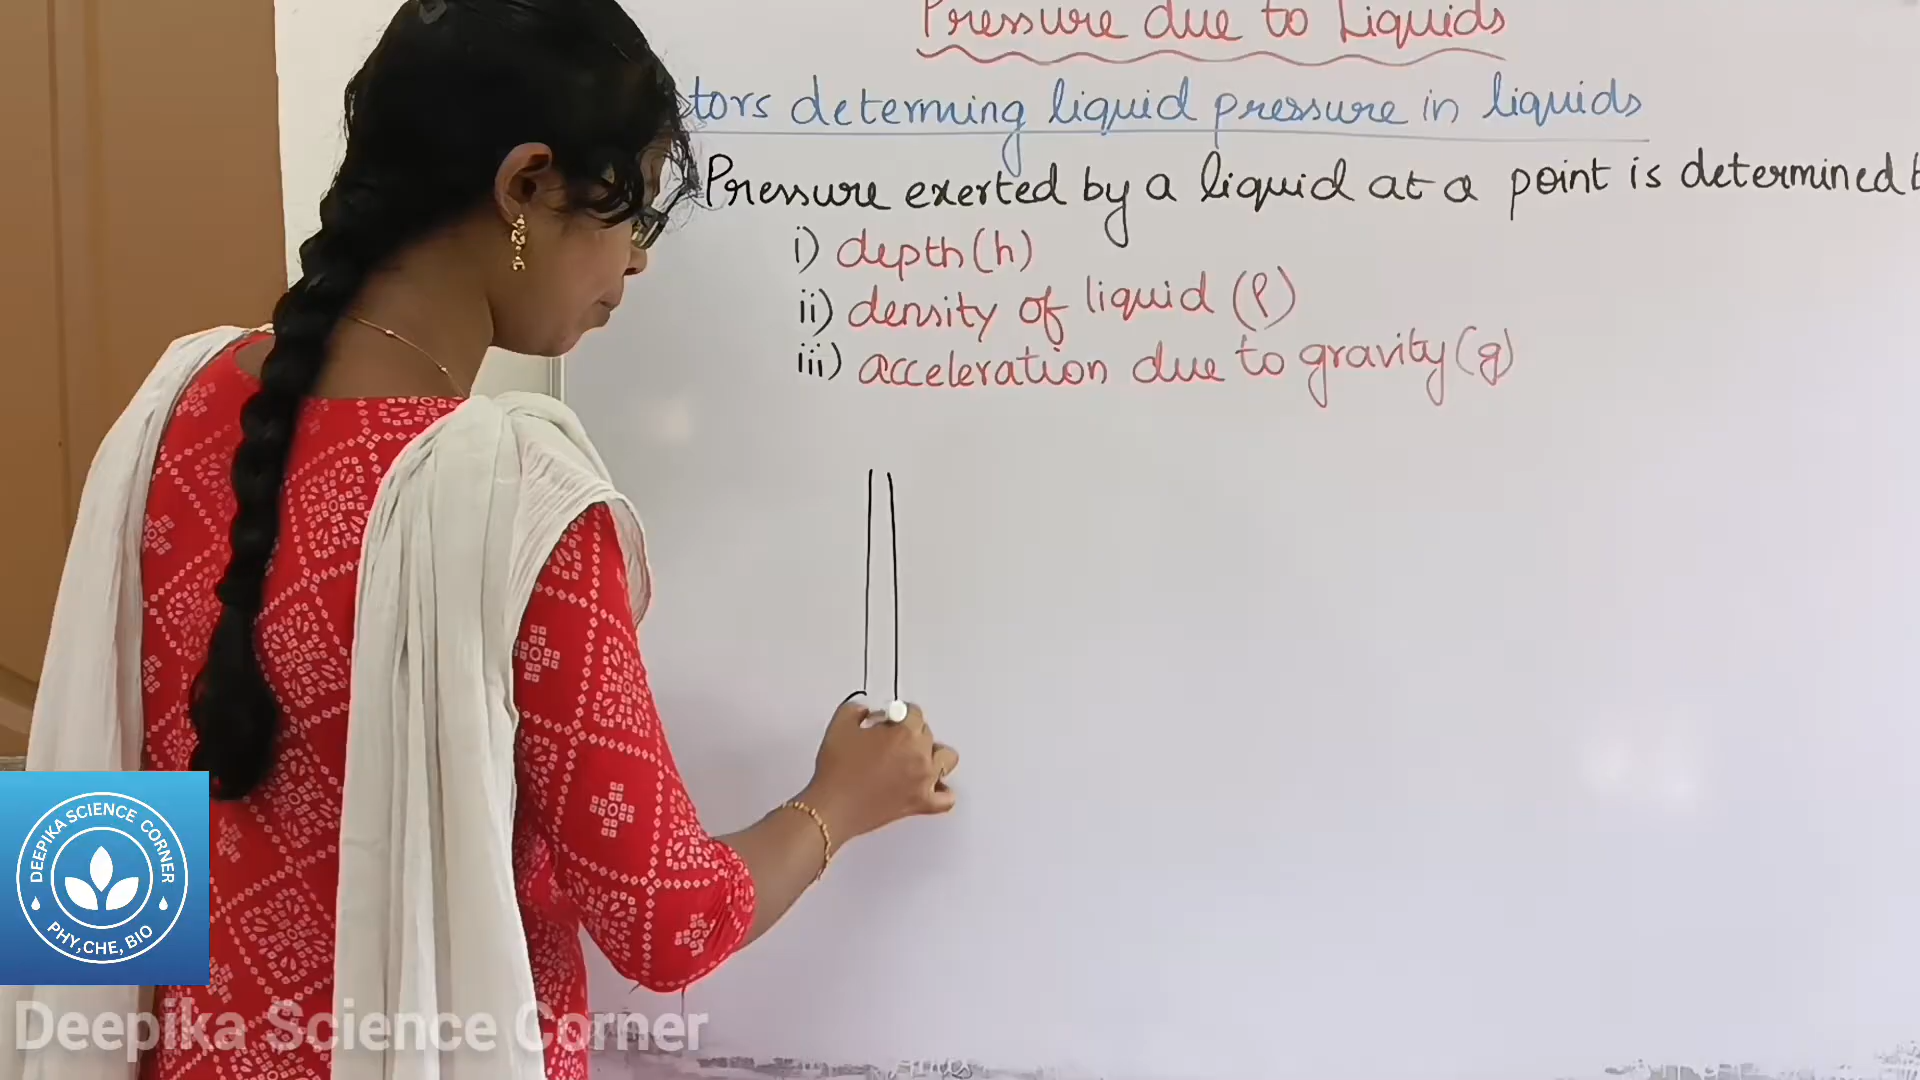 Pressure due to Liquids
tors determing liquid pressure in liquids
Pressure exerted by a liquid at a point is determined b
i) depth (h)
ii) density of liquid (ρ)
iii) acceleration due to gravity (g)
DEEPIKA SCIENCE CORNER
PHY,CHE, BIO
Deepika Science Corner